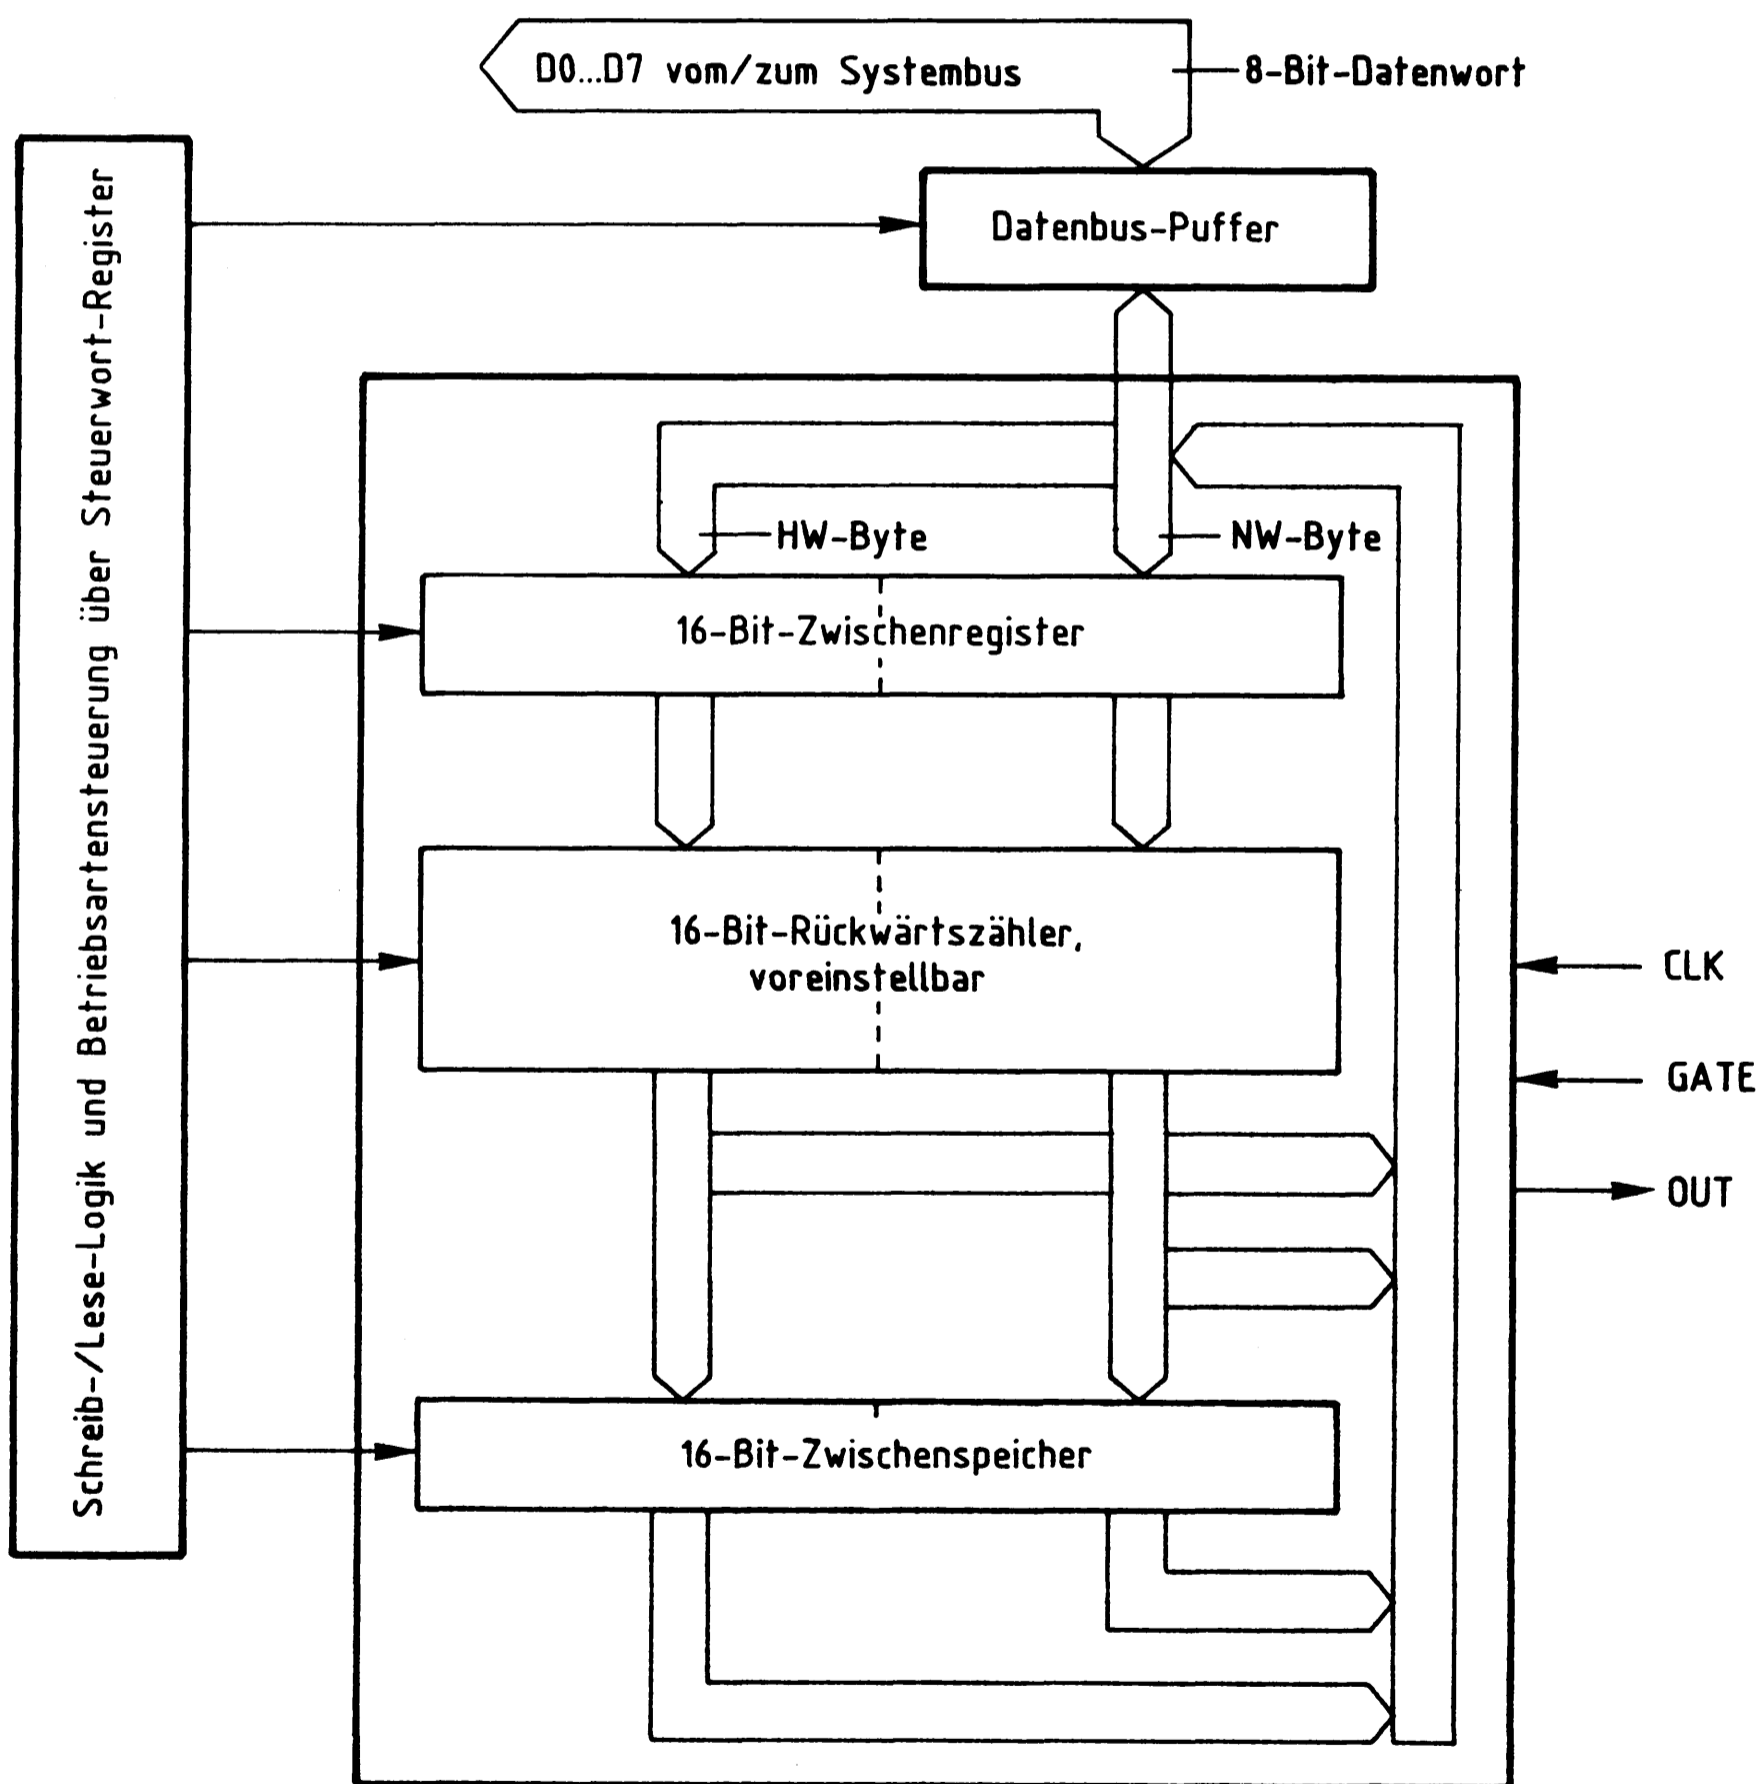 D0...D7 vom/zum Systembus
8-Bit-Datenwort
Schreib-/Lese-Logik und Betriebsartensteuerung über Steuerwort-Register
Datenbus-Puffer
HW-Byte
NW-Byte
16-Bit-Zwischenregister
16-Bit-Rückwärtszähler,
voreinstellbar
CLK
GATE
OUT
16-Bit-Zwischenspeicher